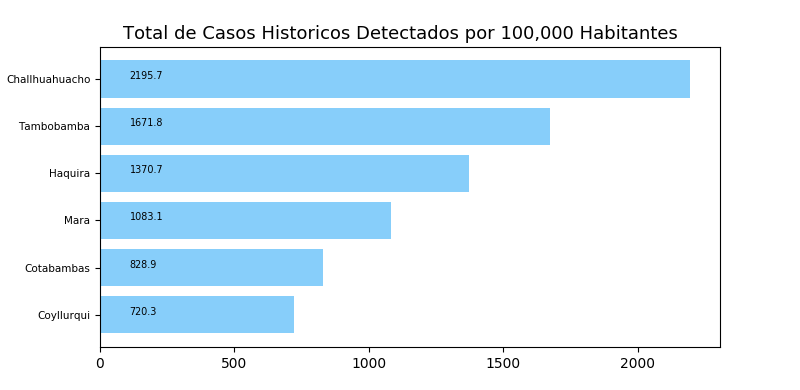 Total de Casos Historicos Detectados por 100,000 Habitantes
Challhuahuacho 2195.7
Tambobamba 1671.8
Haquira 1370.7
Mara 1083.1
Cotabambas 828.9
Coyllurqui 720.3
0 500 1000 1500 2000